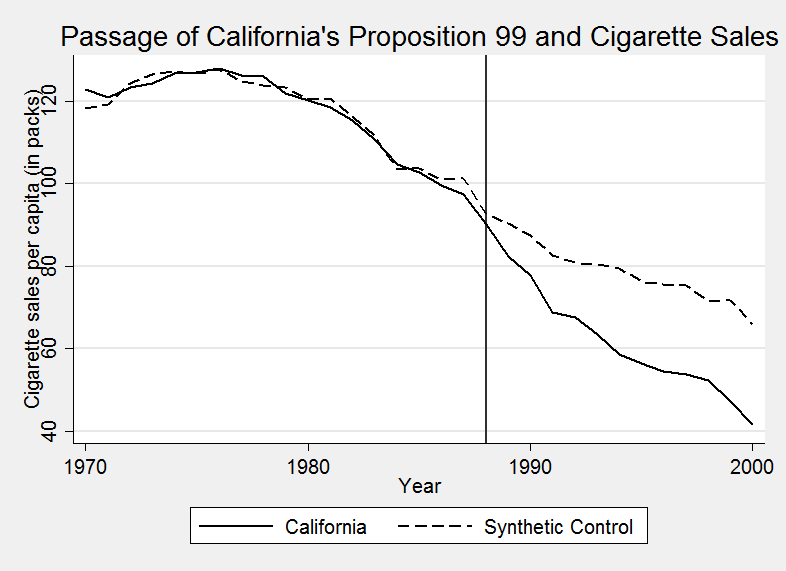 Passage of California's Proposition 99 and Cigarette Sales
Cigarette sales per capita (in packs)
120
100
80
60
40
1970 1980 1990 2000
Year
California Synthetic Control